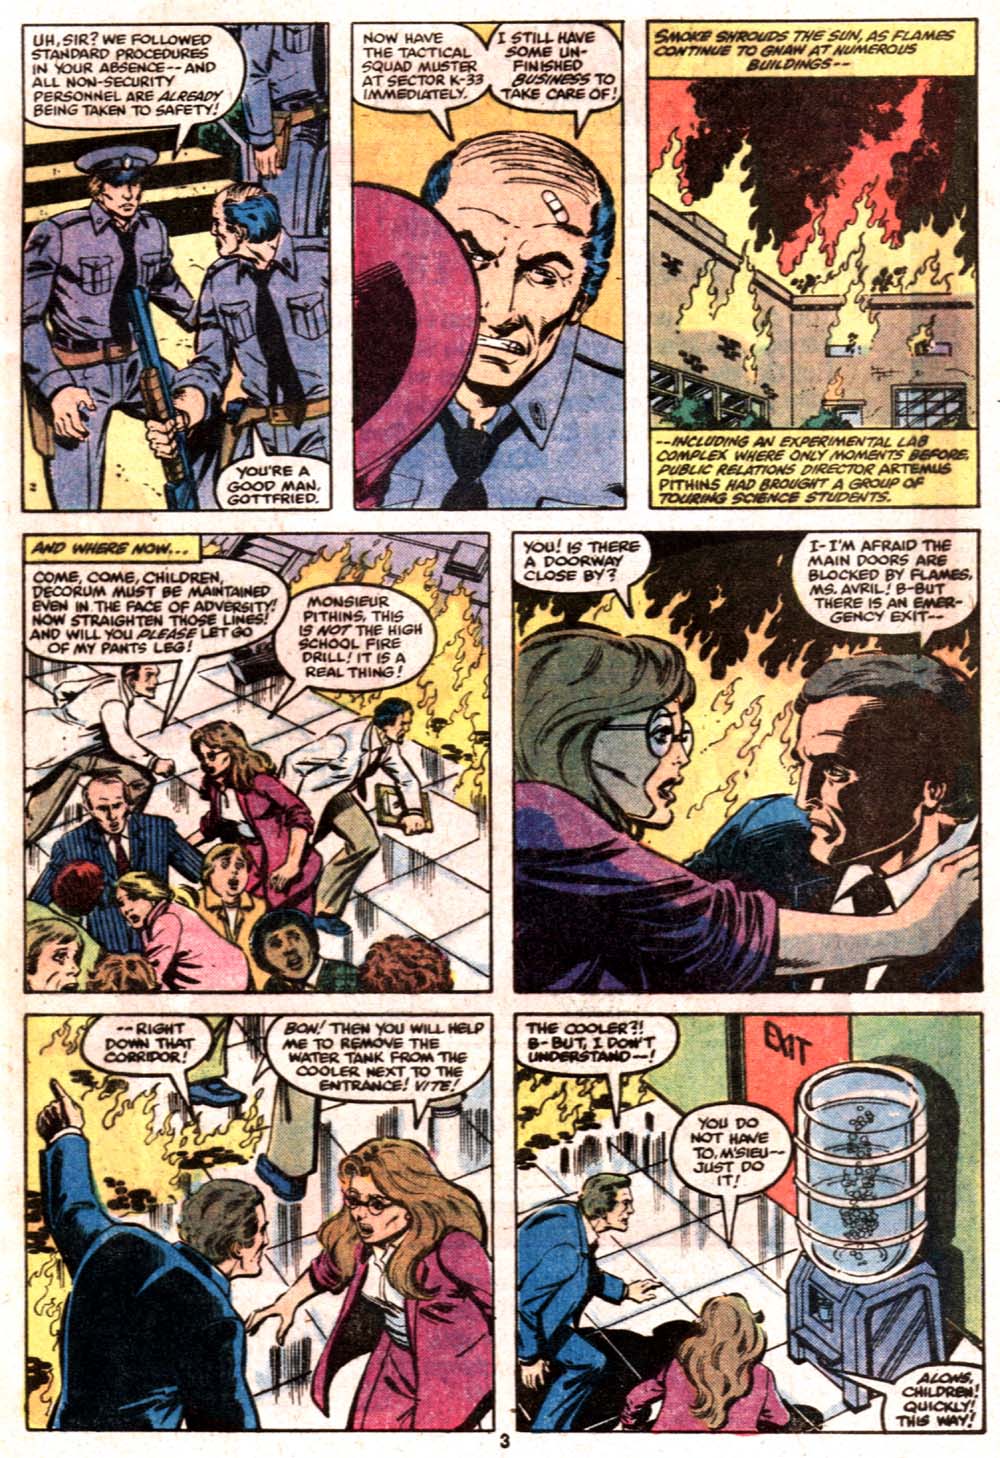 UH, SIR? WE FOLLOWED
STANDARD PROCEDURES
IN YOUR ABSENCE--AND
ALL NON-SECURITY
PERSONNEL ARE ALREADY
BEING TAKEN TO SAFETY!
YOU'RE A
GOOD MAN,
GOTTFRIED.
NOW HAVE
THE TACTICAL
SQUAD MUSTER
AT SECTOR K-33
IMMEDIATELY.
I STILL HAVE
SOME UN-
FINISHED
BUSINESS TO
TAKE CARE OF!
SMOKE SHROUDS THE SUN, AS FLAMES
CONTINUE TO GNAW AT NUMEROUS
BUILDINGS--
--INCLUDING AN EXPERIMENTAL LAB
COMPLEX WHERE ONLY MOMENTS BEFORE,
PUBLIC RELATIONS DIRECTOR ARTEMUS
PITHINS HAD BROUGHT A GROUP OF
TOURING SCIENCE STUDENTS.
AND WHERE NOW...
COME, COME, CHILDREN,
DECORUM MUST BE MAINTAINED
EVEN IN THE FACE OF ADVERSITY!
NOW STRAIGHTEN THOSE LINES!
AND WILL YOU PLEASE LET GO
OF MY PANTS LEG!
MONSIEUR
PITHINS, THIS
IS NOT THE HIGH
SCHOOL FIRE
DRILL! IT IS A
REAL THING!
YOU! IS THERE
A DOORWAY
CLOSE BY?
I-I'M AFRAID THE
MAIN DOORS ARE
BLOCKED BY FLAMES,
MS. AVRIL! B-BUT
THERE IS AN EMER-
GENCY EXIT--
--RIGHT
DOWN THAT
CORRIDOR!
BON! THEN YOU WILL HELP
ME TO REMOVE THE
WATER TANK FROM THE
COOLER NEXT TO THE
ENTRANCE! VITE!
THE COOLER?!
B-BUT, I DON'T
UNDERSTAND--!
EXIT
YOU DO
NOT HAVE
TO, M'SIEU--
JUST DO
IT!
ALONS,
CHILDREN!
QUICKLY!
THIS WAY!
3